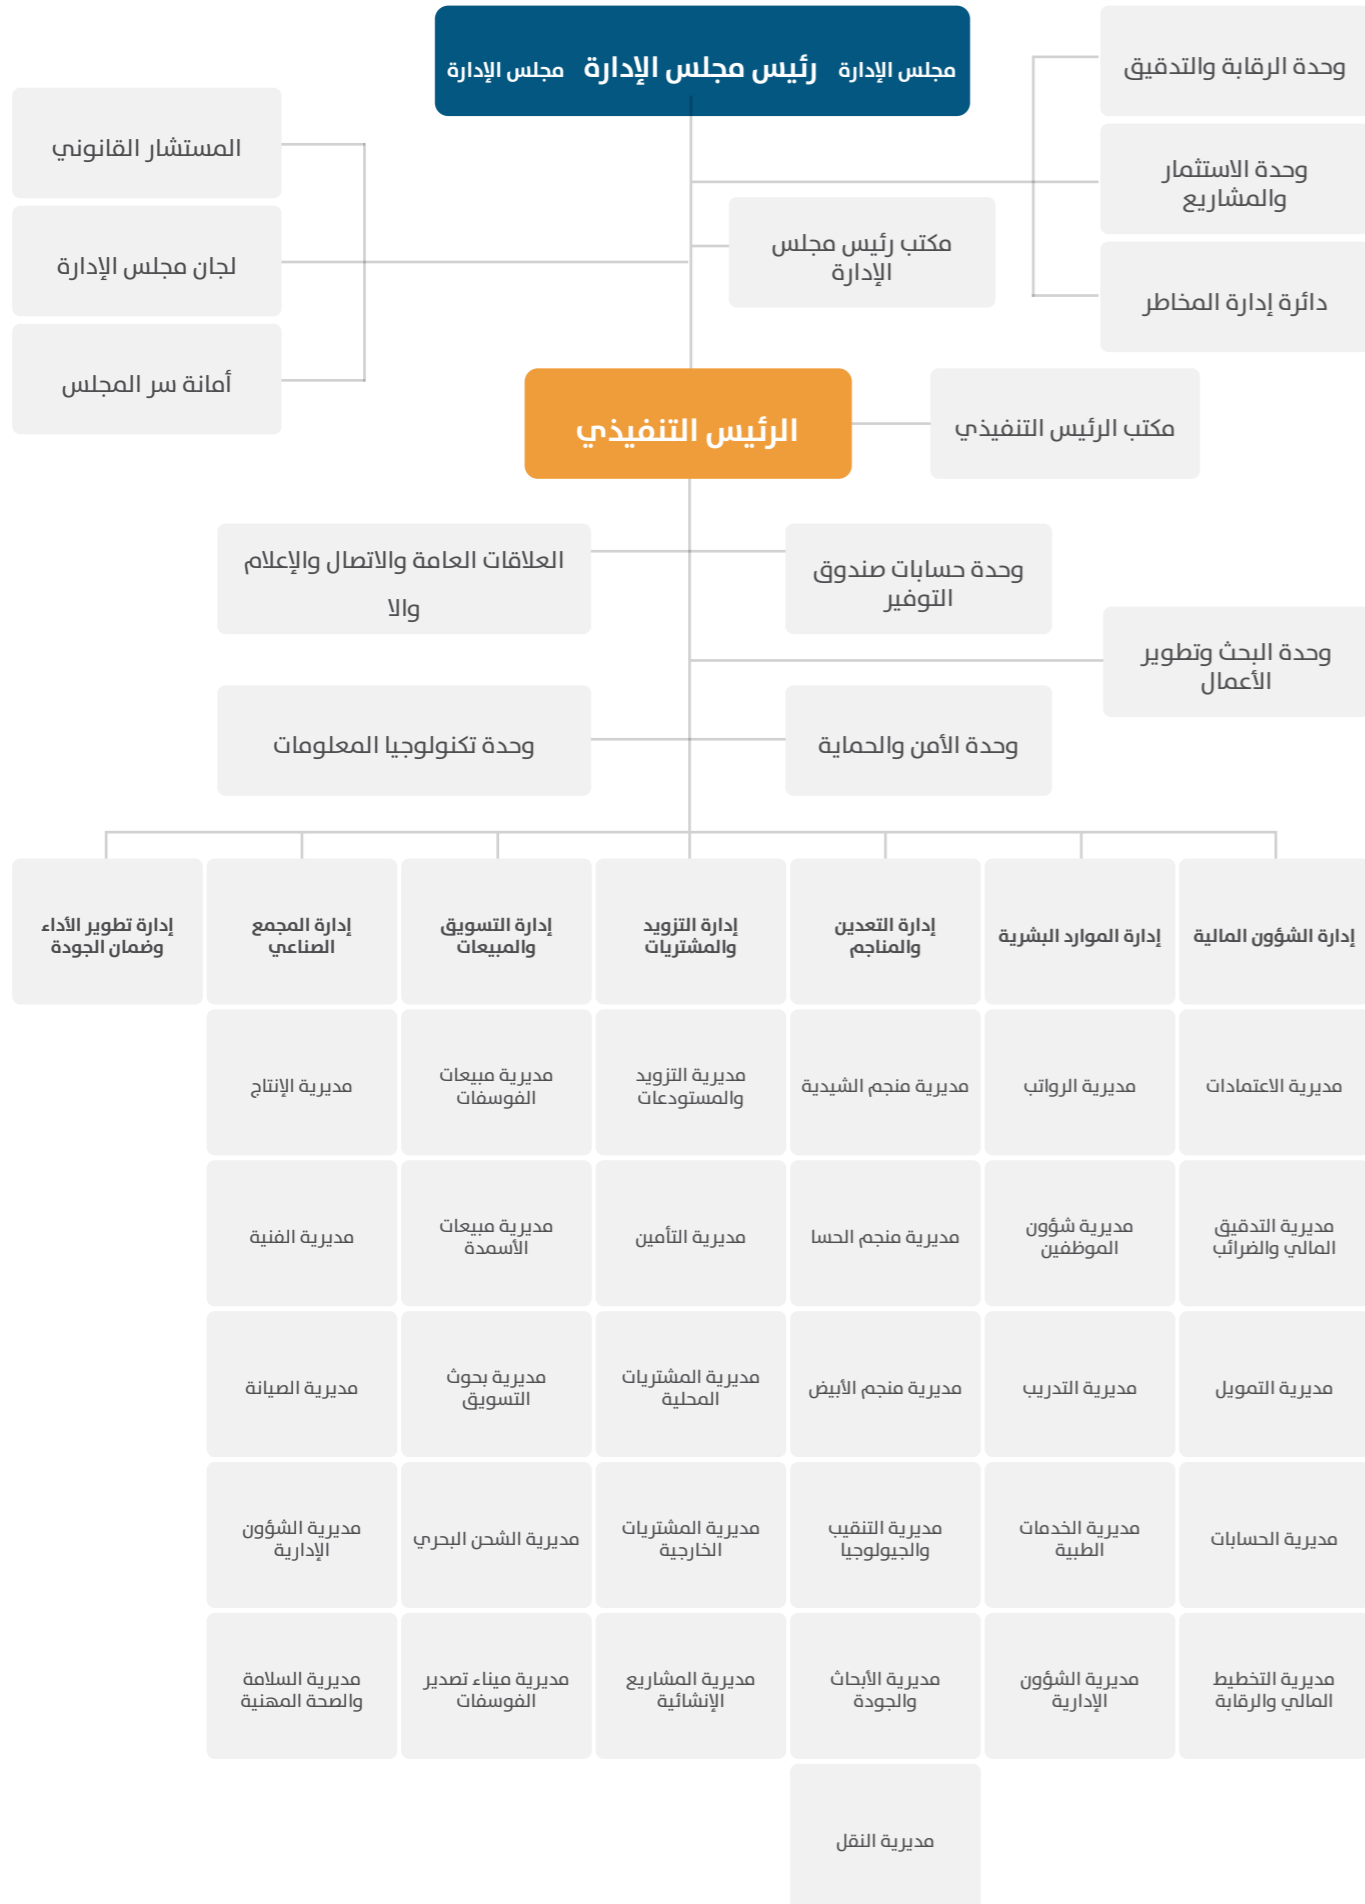 مجلس الإدارة رئيس مجلس الإدارة مجلس الإدارة
وحدة الرقابة والتدقيق
وحدة الاستثمار
والمشاريع
دائرة إدارة المخاطر
مكتب رئيس مجلس
الإدارة
المستشار القانوني
لجان مجلس الإدارة
أمانة سر المجلس
مكتب الرئيس التنفيذي
الرئيس التنفيذي
وحدة حسابات صندوق
التوفير
العلاقات العامة والاتصال والإعلام
والا
وحدة البحث وتطوير
الأعمال
وحدة الأمن والحماية
وحدة تكنولوجيا المعلومات
إدارة الشؤون المالية
إدارة الموارد البشرية
إدارة التعدين
والمناجم
إدارة التزويد
والمشتريات
إدارة التسويق
والمبيعات
إدارة المجمع
الصناعي
إدارة تطوير الأداء
وضمان الجودة
مديرية الاعتمادات
مديرية الرواتب
مديرية منجم الشيدية
مديرية التزويد
والمستودعات
مديرية مبيعات
الفوسفات
مديرية الإنتاج
مديرية التدقيق
المالي والضرائب
مديرية شؤون
الموظفين
مديرية منجم الحسا
مديرية التأمين
مديرية مبيعات
الأسمدة
مديرية الفنية
مديرية التمويل
مديرية التدريب
مديرية منجم الأبيض
مديرية المشتريات
المحلية
مديرية بحوث
التسويق
مديرية الصيانة
مديرية الحسابات
مديرية الخدمات
الطبية
مديرية التنقيب
والجيولوجيا
مديرية المشتريات
الخارجية
مديرية الشحن البحري
مديرية الشؤون
الإدارية
مديرية التخطيط
المالي والرقابة
مديرية الشؤون
الإدارية
مديرية الأبحاث
والجودة
مديرية المشاريع
الإنشائية
مديرية ميناء تصدير
الفوسفات
مديرية السلامة
والصحة المهنية
مديرية النقل